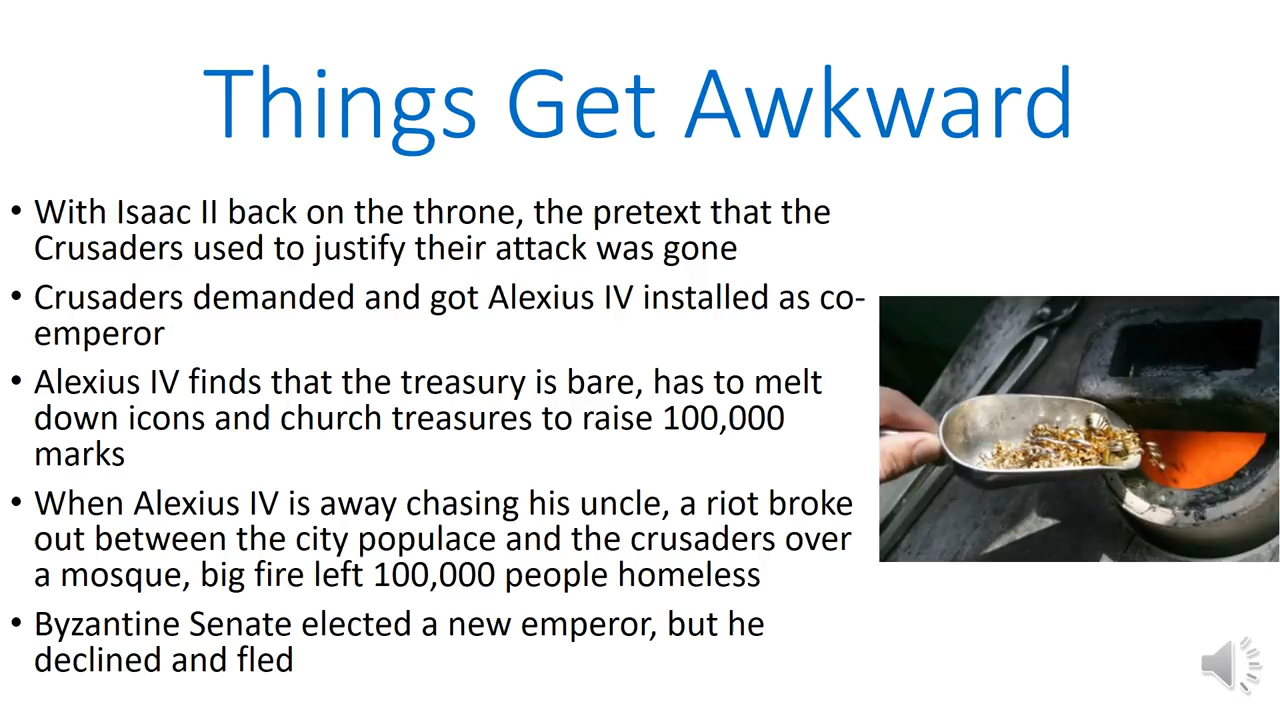 Things Get Awkward
• With Isaac II back on the throne, the pretext that the
Crusaders used to justify their attack was gone
• Crusaders demanded and got Alexius IV installed as co-
emperor
• Alexius IV finds that the treasury is bare, has to melt
down icons and church treasures to raise 100,000
marks
• When Alexius IV is away chasing his uncle, a riot broke
out between the city populace and the crusaders over
a mosque, big fire left 100,000 people homeless
• Byzantine Senate elected a new emperor, but he
declined and fled